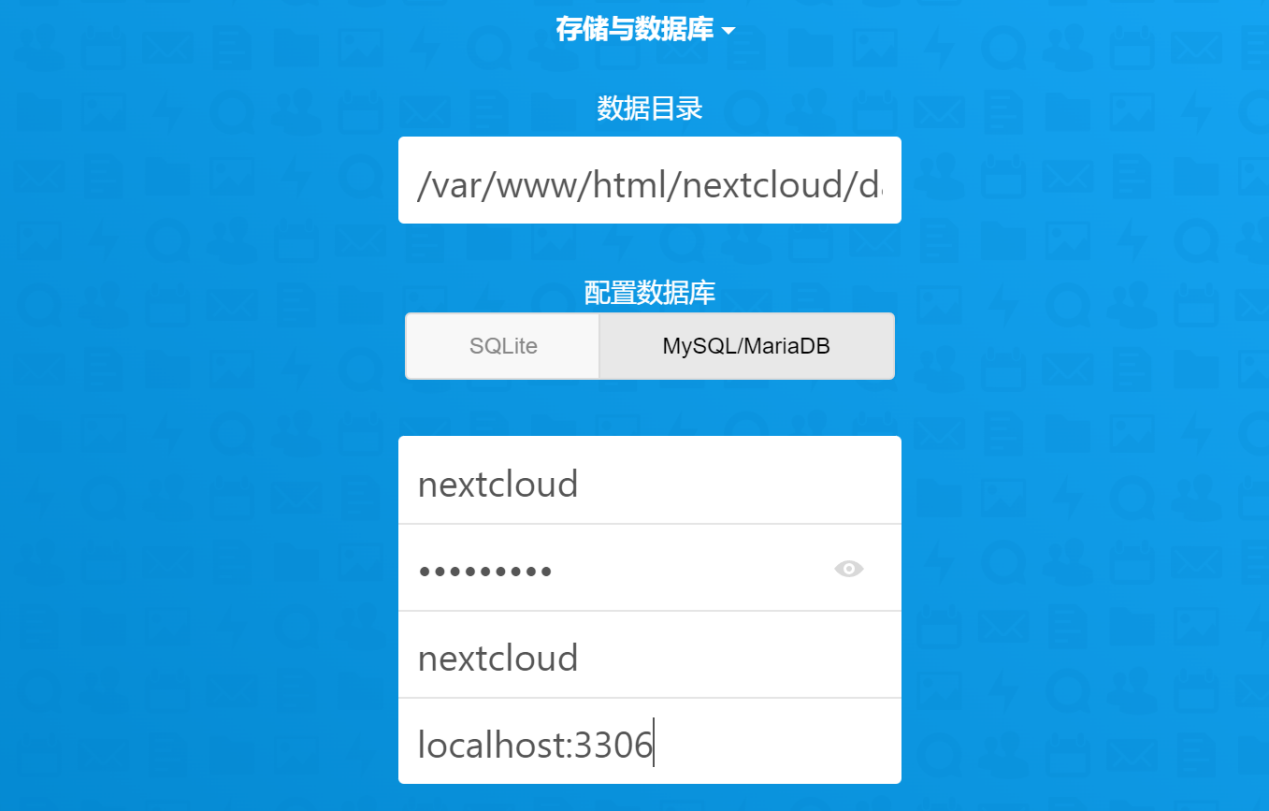 存储与数据库
数据目录
/var/www/html/nextcloud/da
配置数据库
SQLite MySQL/MariaDB
nextcloud
•••••••••
nextcloud
localhost:3306